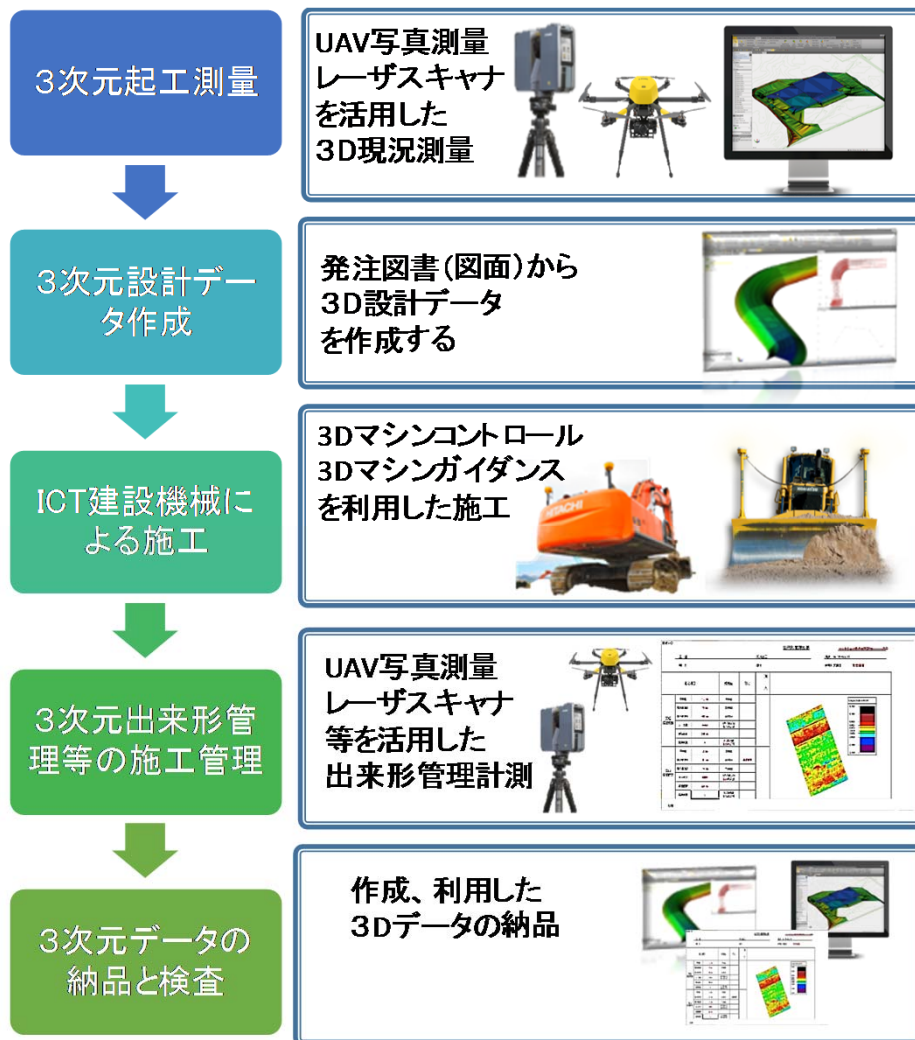 3次元起工測量
UAV写真測量
レーザスキャナ
を活用した
3D現況測量
3次元設計デー
タ作成
発注図書(図面)から
3D設計データ
を作成する
ICT建設機械に
よる施工
3Dマシンコントロール
3Dマシンガイダンス
を利用した施工
HITACHI
KOMATSU
3次元出来形管
理等の施工管理
UAV写真測量
レーザスキャナ
等を活用した
出来形管理計測
3次元データの
納品と検査
作成、利用した
3Dデータの納品